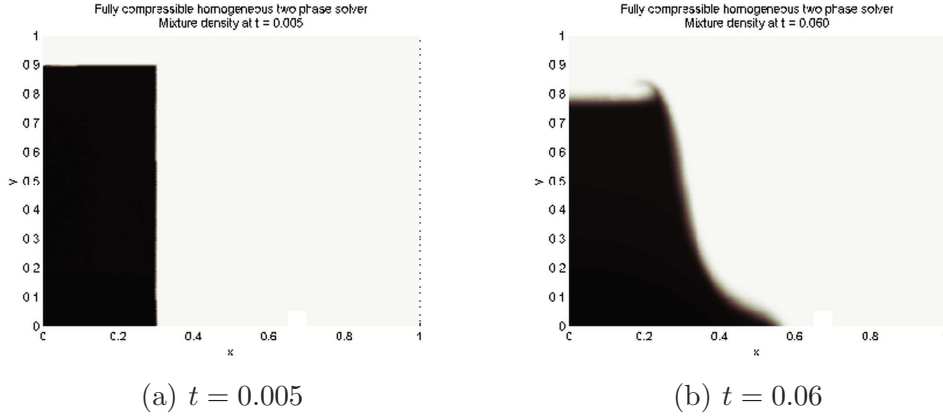 Fully compressible homogeneous two phase solver
Mixture density at t = 0.005
1
0.9
0.8
0.7
0.6
0.5
0.4
0.3
0.2
0.1
0
y
0 0.2 0.4 0.6 0.8 1
x
(a) t = 0.005
Fully compressible homogeneous two phase solver
Mixture density at t = 0.060
1
0.9
0.8
0.7
0.6
0.5
0.4
0.3
0.2
0.1
0
y
0 0.2 0.4 0.6 0.8
x
(b) t = 0.06